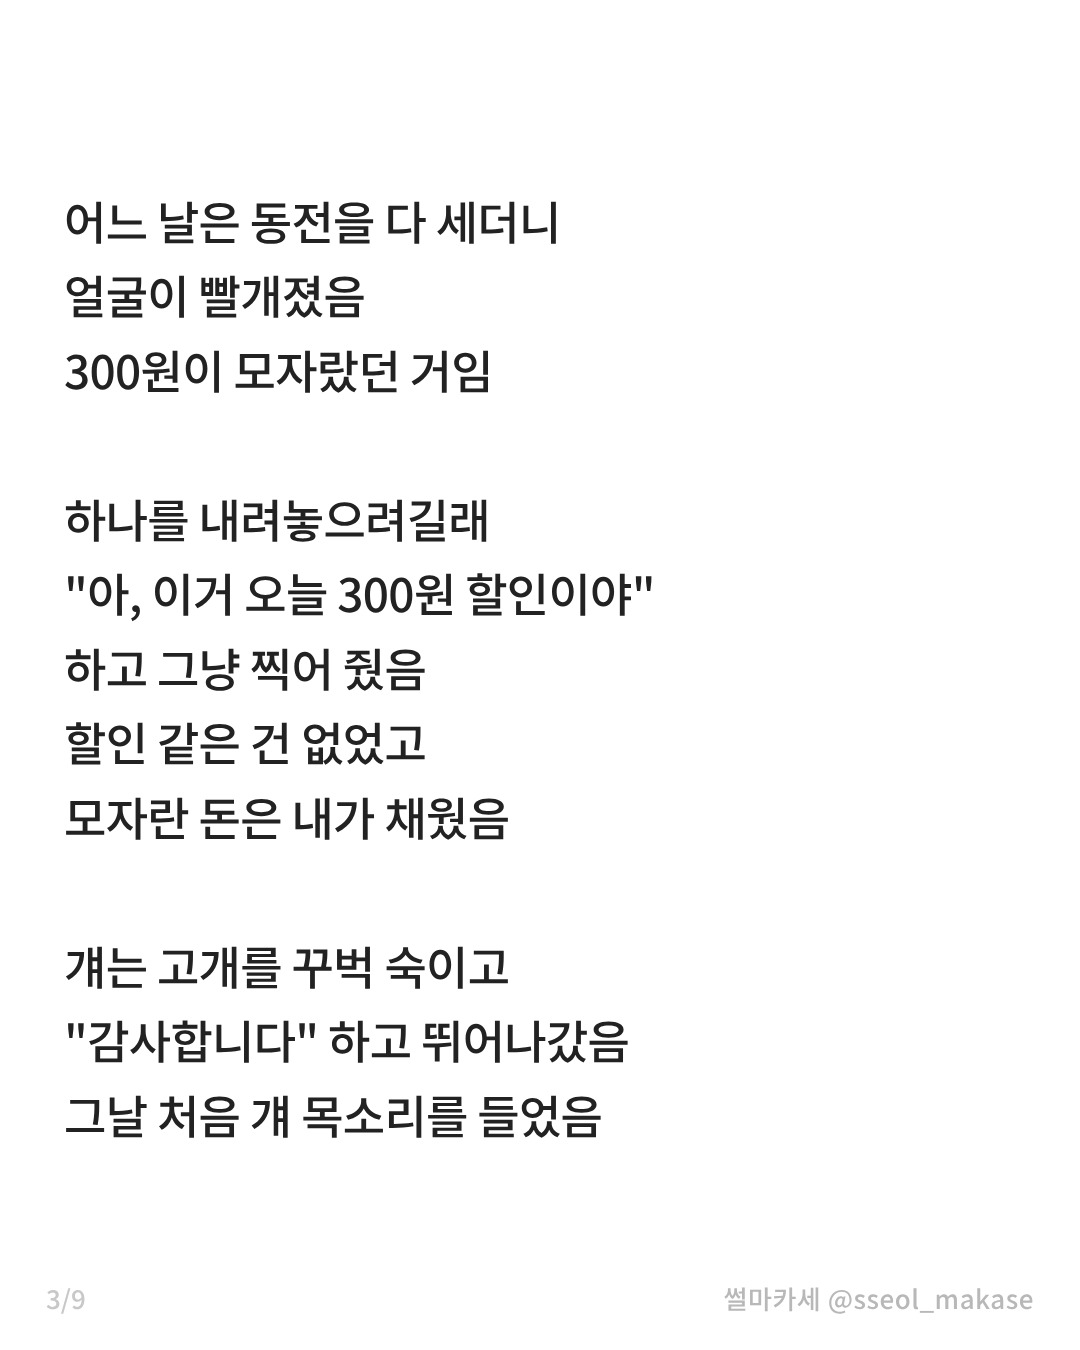 어느 날은 동전을 다 세더니
얼굴이 빨개졌음
300원이 모자랐던 거임
하나를 내려놓으려길래
"아, 이거 오늘 300원 할인이야"
하고 그냥 찍어 줬음
할인 같은 건 없었고
모자란 돈은 내가 채웠음
걔는 고개를 꾸벅 숙이고
"감사합니다" 하고 뛰어나갔음
그날 처음 걔 목소리를 들었음
3/9
썰마카세 @sseol_makase